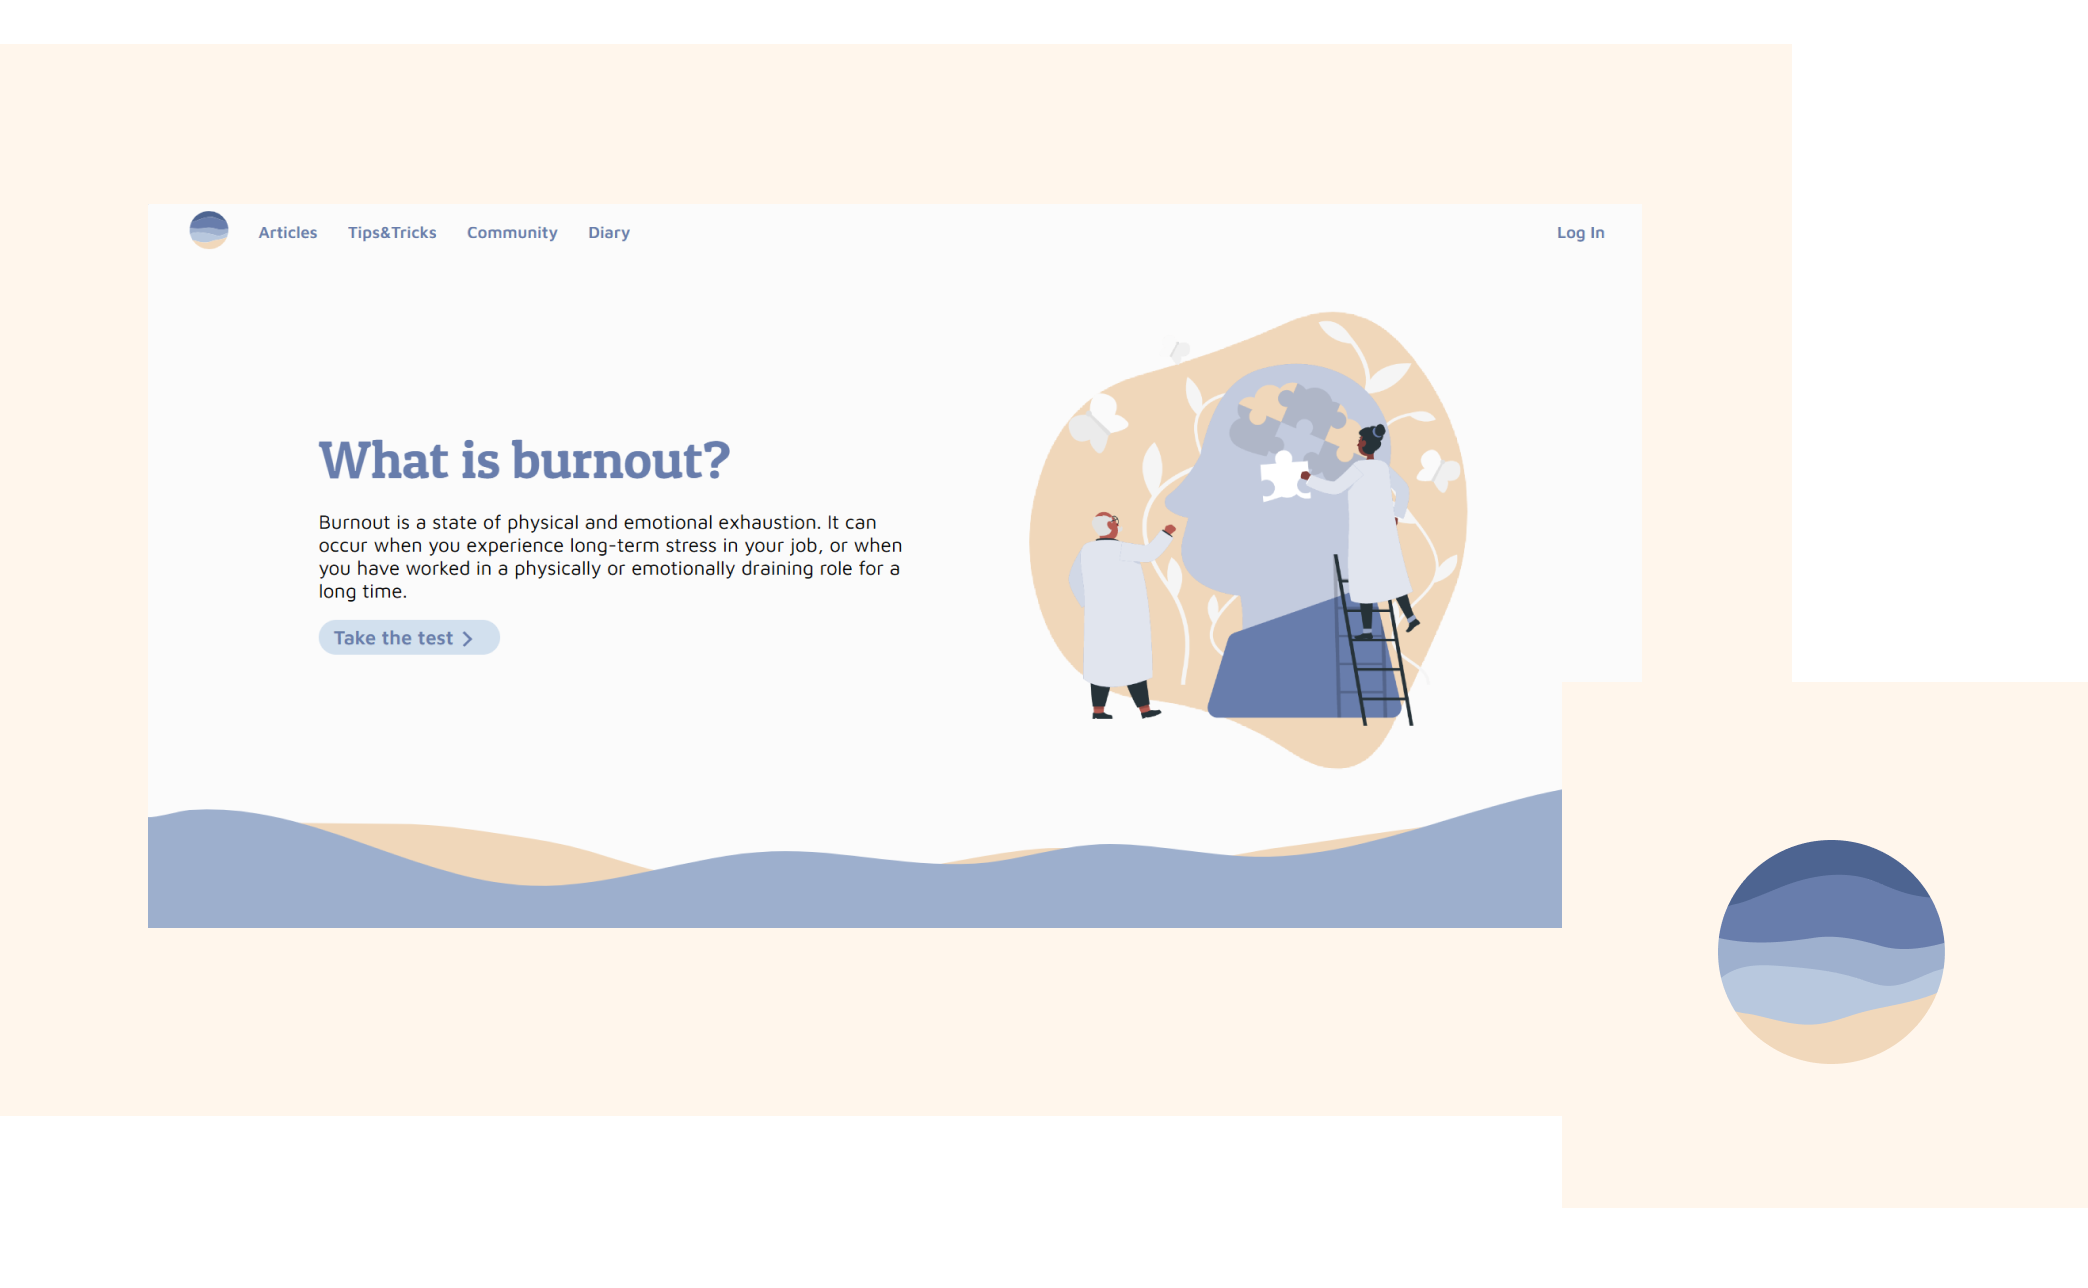 Articles Tips&Tricks Community Diary Log In
What is burnout?
Burnout is a state of physical and emotional exhaustion. It can
occur when you experience long-term stress in your job, or when
you have worked in a physically or emotionally draining role for a
long time.
Take the test